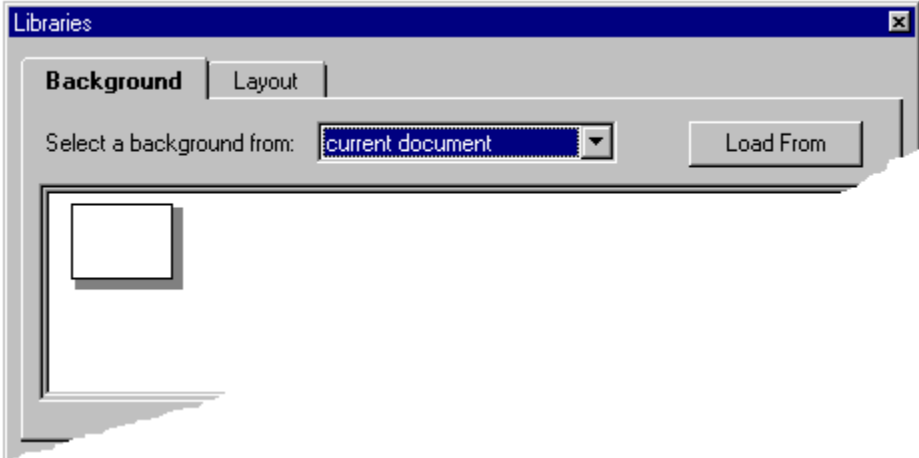 Libraries
Background Layout
Select a background from: current document Load From